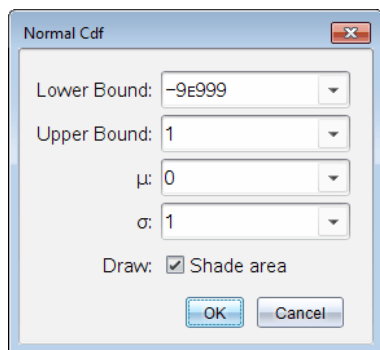 Normal Cdf
Lower Bound: -9E999
Upper Bound: 1
μ: 0
σ: 1
Draw: Shade area
OK Cancel